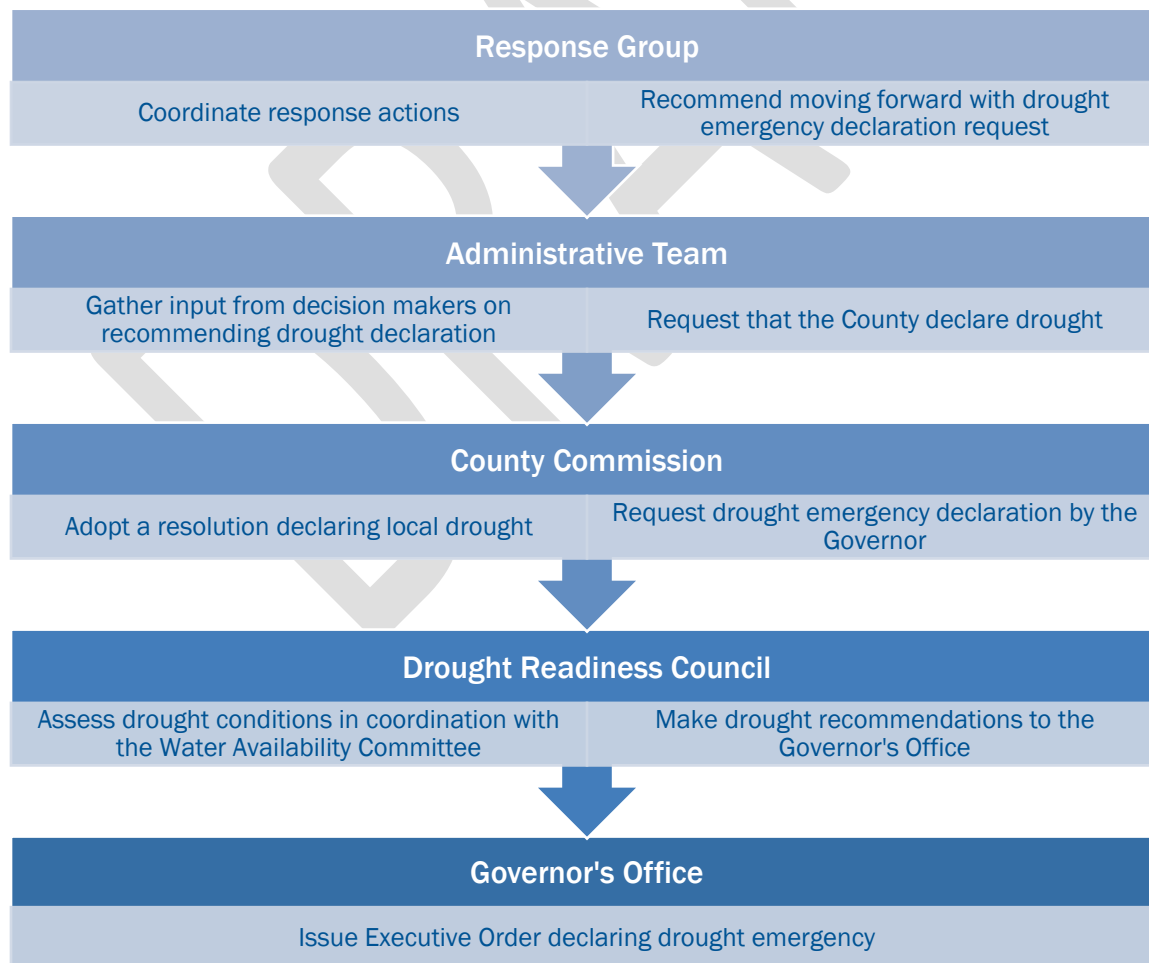 Response Group
Coordinate response actions
Recommend moving forward with drought
emergency declaration request
Administrative Team
Gather input from decision makers on
recommending drought declaration
Request that the County declare drought
County Commission
Adopt a resolution declaring local drought
Request drought emergency declaration by the
Governor
Drought Readiness Council
Assess drought conditions in coordination with
the Water Availability Committee
Make drought recommendations to the
Governor's Office
Governor's Office
Issue Executive Order declaring drought emergency